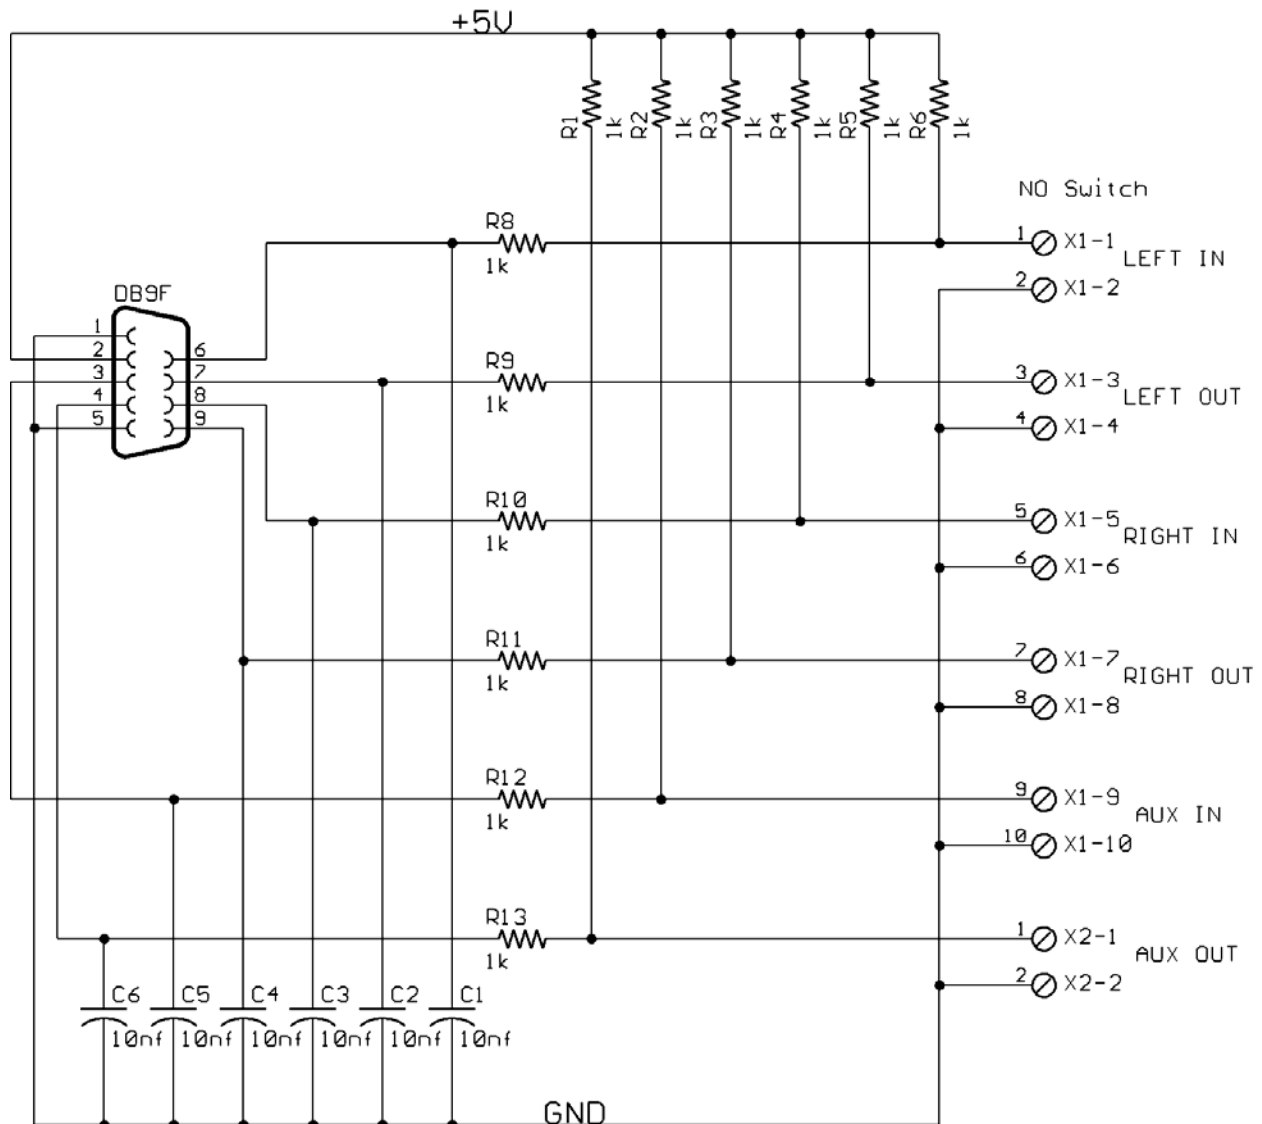 +5V
R1
1k
R2
1k
R3
1k
R4
1k
R5
1k
R6
1k
NO Switch
R8
1k
1
X1-1
LEFT IN
2
X1-2
DB9F
1
2
3
4
5
6
7
8
9
R9
1k
3
X1-3
LEFT OUT
4
X1-4
R10
1k
5
X1-5
RIGHT IN
6
X1-6
R11
1k
7
X1-7
RIGHT OUT
8
X1-8
R12
1k
9
X1-9
AUX IN
10
X1-10
R13
1k
1
X2-1
AUX OUT
2
X2-2
C6
10nf
C5
10nf
C4
10nf
C3
10nf
C2
10nf
C1
10nf
GND